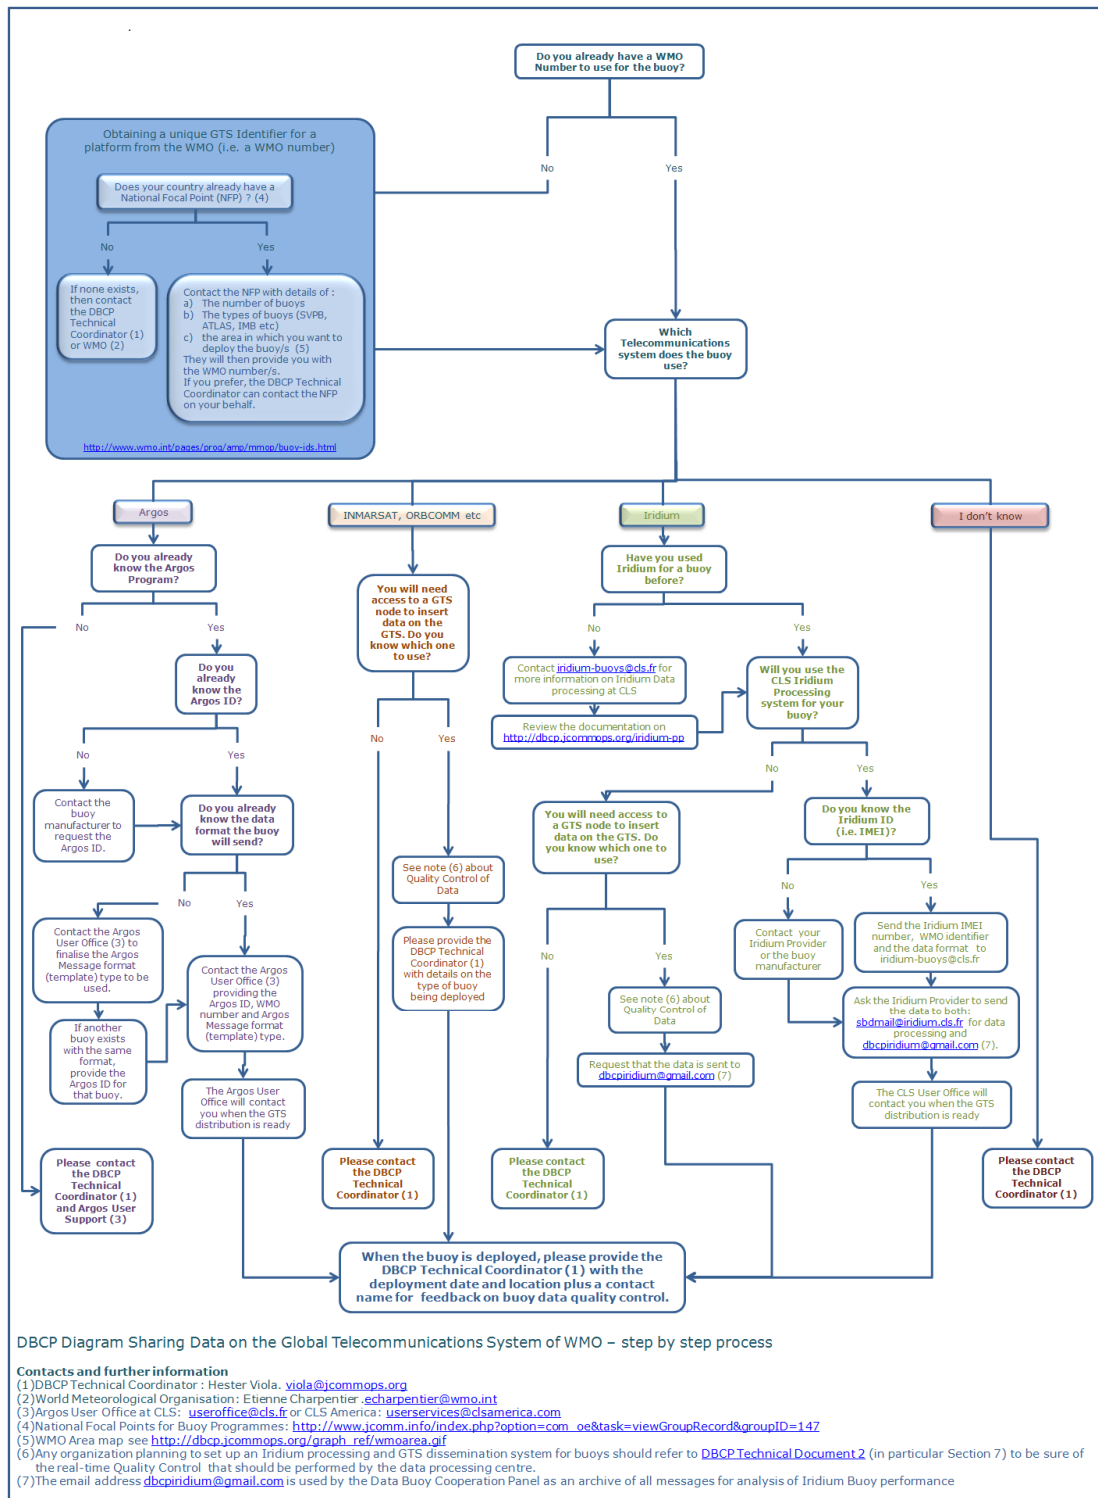 Do you already have a WMO
Number to use for the buoy?
No
Yes
Obtaining a unique GTS Identifier for a
platform from the WMO (i.e. a WMO number)
Does your country already have a
National Focal Point (NFP) ? (4)
No
Yes
If none exists,
then contact
the DBCP
Technical
Coordinator (1)
or WMO (2)
Contact the NFP with details of :
a) The number of buoys
b) The types of buoys (SVPB,
ATLAS, IMB etc)
c) the area in which you want to
deploy the buoy/s (5)
They will then provide you with
the WMO number/s.
If you prefer, the DBCP Technical
Coordinator can contact the NFP
on your behalf.
http://www.wmo.int/pages/prog/amp/mmop/buoy-ids.html
Which
Telecommunications
system does the buoy
use?
Argos
INMARSAT, ORBCOMM etc
Iridium
I don't know
Do you already
know the Argos
Program?
No
Yes
Do you
already
know the
Argos ID?
No
Yes
Contact the
buoy
manufacturer to
request the
Argos ID.
Do you already
know the data
format the buoy
will send?
No
Yes
Contact the Argos
User Office (3) to
finalise the Argos
Message format
(template) type to be
used.
If another
buoy exists
with the same
format,
provide the
Argos ID for
that buoy.
Contact the Argos
User Office (3)
providing the
Argos ID, WMO
number and Argos
Message format
(template) type.
The Argos User
Office will contact
you when the GTS
distribution is ready
Please contact
the DBCP
Technical
Coordinator (1)
and Argos User
Support (3)
You will need
access to a GTS
node to insert
data on the
GTS. Do you
know which one
to use?
No
Yes
See note (6) about
Quality Control of
Data
Please provide the
DBCP Technical
Coordinator (1)
with details on the
type of buoy
being deployed
Please contact
the DBCP
Technical
Coordinator (1)
Have you used
Iridium for a buoy
before?
No
Yes
Contact iridium-buoys@cls.fr for
more information on Iridium Data
processing at CLS
Review the documentation on
http://dbcp.jcommops.org/iridium-pp
Will you use the
CLS Iridium
Processing
system for your
buoy?
No
Yes
You will need access to
a GTS node to insert
data on the GTS. Do
you know which one to
use?
No
Yes
See note (6) about
Quality Control of
Data
Request that the data is sent to
dbcpiridium@gmail.com (7)
Please contact
the DBCP
Technical
Coordinator (1)
Do you know the
Iridium ID
(i.e. IMEI)?
No
Yes
Contact your
Iridium Provider
or the buoy
manufacturer
Send the Iridium IMEI
number, WMO identifier
and the data format to
iridium-buoys@cls.fr
Ask the Iridium Provider to send
the data to both:
sbdmail@iridium.cls.fr for data
processing and
dbcpiridium@gmail.com (7).
The CLS User Office will
contact you when the GTS
distribution is ready
Please contact
the DBCP
Technical
Coordinator (1)
When the buoy is deployed, please provide the
DBCP Technical Coordinator (1) with the
deployment date and location plus a contact
name for feedback on buoy data quality control.
DBCP Diagram Sharing Data on the Global Telecommunications System of WMO – step by step process
Contacts and further information
(1)DBCP Technical Coordinator : Hester Viola. viola@jcommops.org
(2)World Meteorological Organisation: Etienne Charpentier .echarpentier@wmo.int
(3)Argos User Office at CLS: useroffice@cls.fr or CLS America: userservices@clsamerica.com
(4)National Focal Points for Buoy Programmes: http://www.jcomm.info/index.php?option=com_oe&task=viewGroupRecord&groupID=147
(5)WMO Area map see http://dbcp.jcommops.org/graph_ref/wmoarea.gif
(6)Any organization planning to set up an Iridium processing and GTS dissemination system for buoys should refer to DBCP Technical Document 2 (in particular Section 7) to be sure of
the real-time Quality Control that should be performed by the data processing centre.
(7)The email address dbcpiridium@gmail.com is used by the Data Buoy Cooperation Panel as an archive of all messages for analysis of Iridium Buoy performance